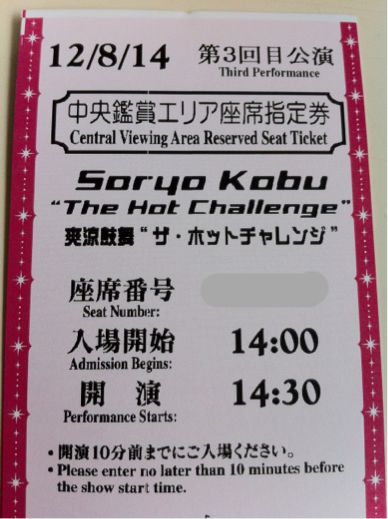 12/8/14 第3回目公演
Third Performance
中央鑑賞エリア座席指定券
Central Viewing Area Reserved Seat Ticket
Soryo Kobu
“The Hot Challenge”
爽涼鼓舞“ザ・ホットチャレンジ”
座席番号
Seat Number:
入場開始 14:00
Admission Begins:
開演 14:30
Performance Starts:
・開演10分前までにご入場ください。
・Please enter no later than 10 minutes before
the show start time.